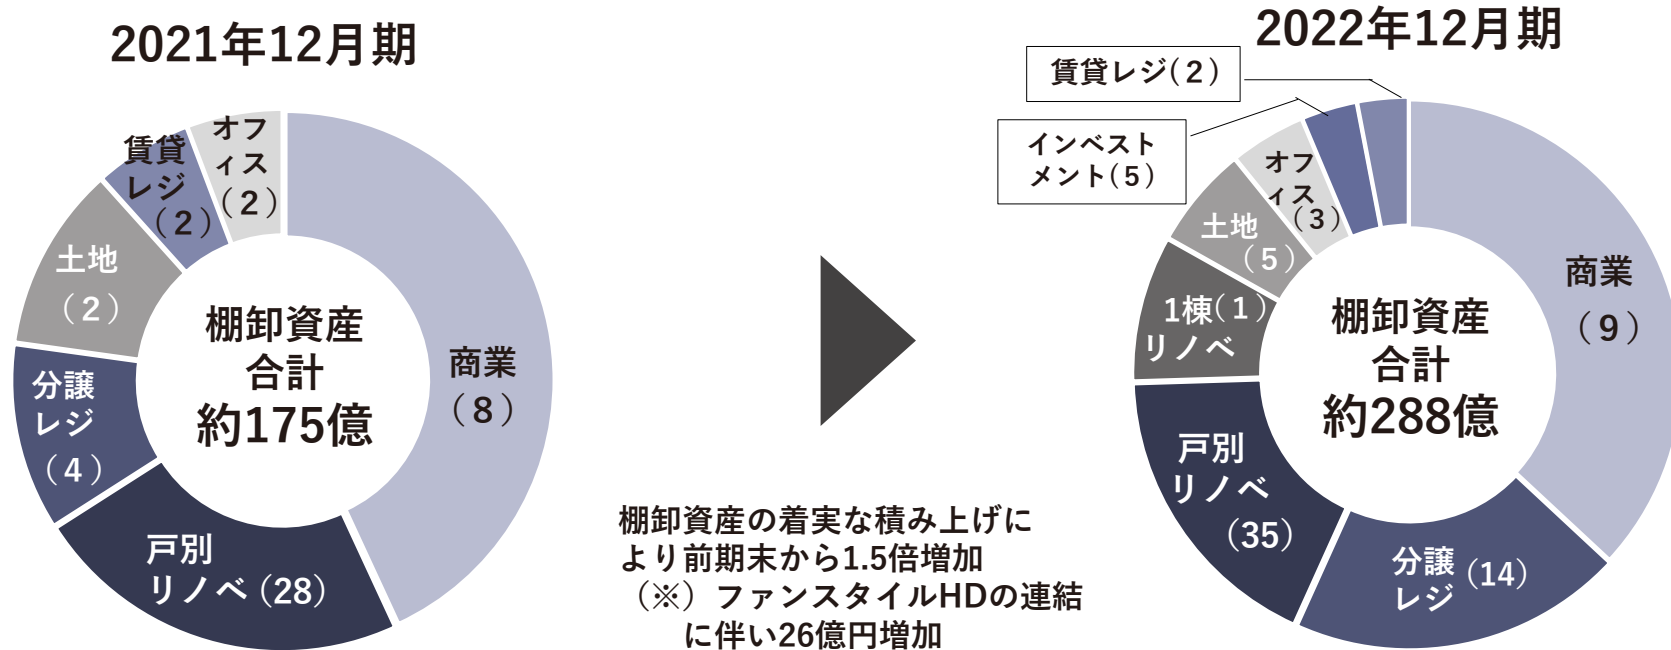 2021年12月期
オフ
ィス
(2)
賃貸
レジ
(2)
土地
(2)
分譲
レジ
(4)
戸別
リノベ(28)
商業
(8)
棚卸資産
合計
約175億
棚卸資産の着実な積み上げに
より前期末から1.5倍増加
(※)ファンスタイルHDの連結
に伴い26億円増加
2022年12月期
賃貸レジ(2)
インベスト
メント(5)
オフ
ィス
(3)
土地
(5)
1棟(1)
リノベ
戸別
リノベ
(35)
分譲
レジ(14)
商業
(9)
棚卸資産
合計
約288億